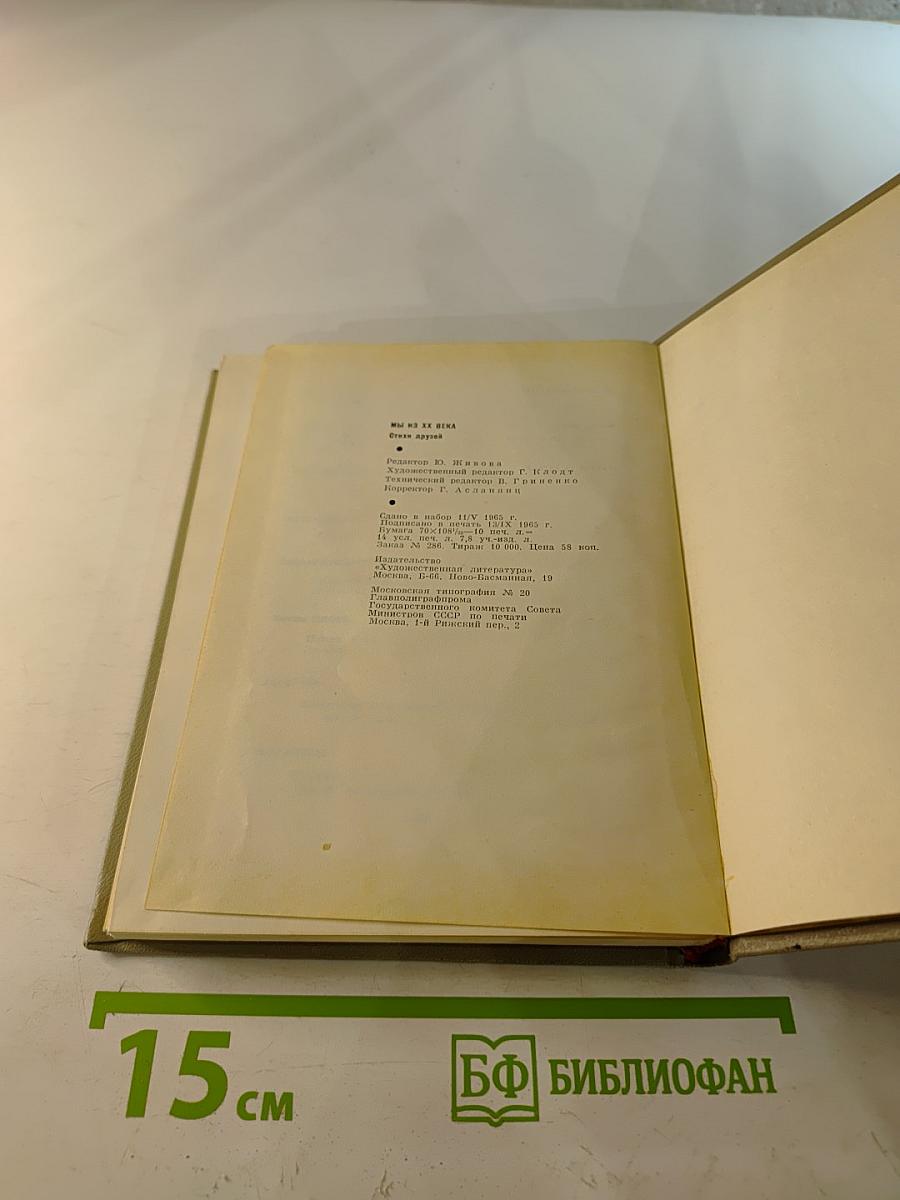 МЫ ИЗ XX ВЕКА
Стихи друзей
Редактор Ю. Живова
Художественный редактор Г. Клодт
Технический редактор В. Гриненко
Корректор Г. Асланянц
Сдано в набор 11/V 1965 г.
Подписано в печать 13/IX 1965 г.
Бумага 70×108¹/₃₂—10 печ. л.=
14 усл. печ. л. 7,8 уч.-изд. л.
Заказ № 286. Тираж 10 000. Цена 58 коп.
Издательство
«Художественная литература»
Москва, Б-66, Ново-Басманная, 19
Московская типография № 20
Главполиграфпрома
Государственного комитета Совета
Министров СССР по печати
Москва, 1-й Рижский пер., 2
15 см
БФ БИБЛИОФАН